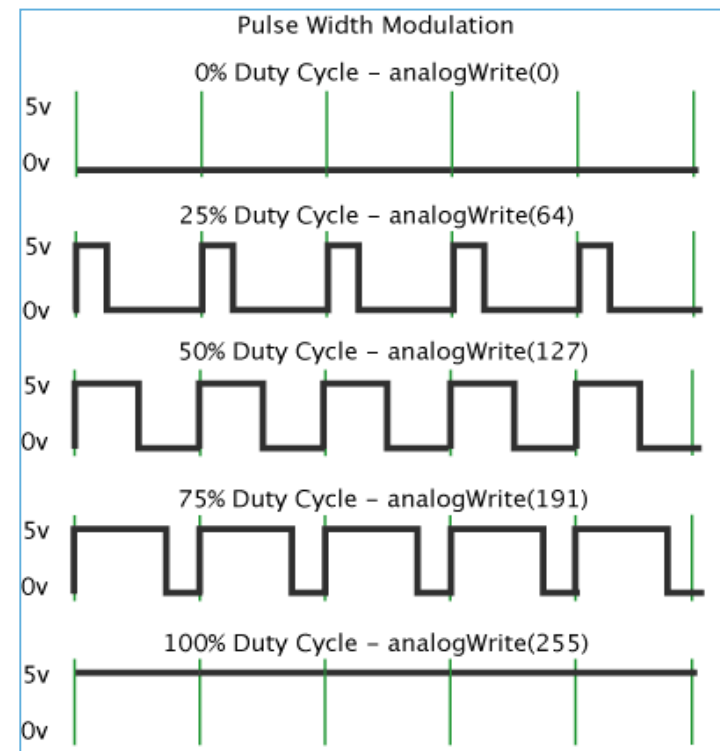 Pulse Width Modulation
0% Duty Cycle – analogWrite(0)
5v
0v
25% Duty Cycle – analogWrite(64)
5v
0v
50% Duty Cycle – analogWrite(127)
5v
0v
75% Duty Cycle – analogWrite(191)
5v
0v
100% Duty Cycle – analogWrite(255)
5v
0v